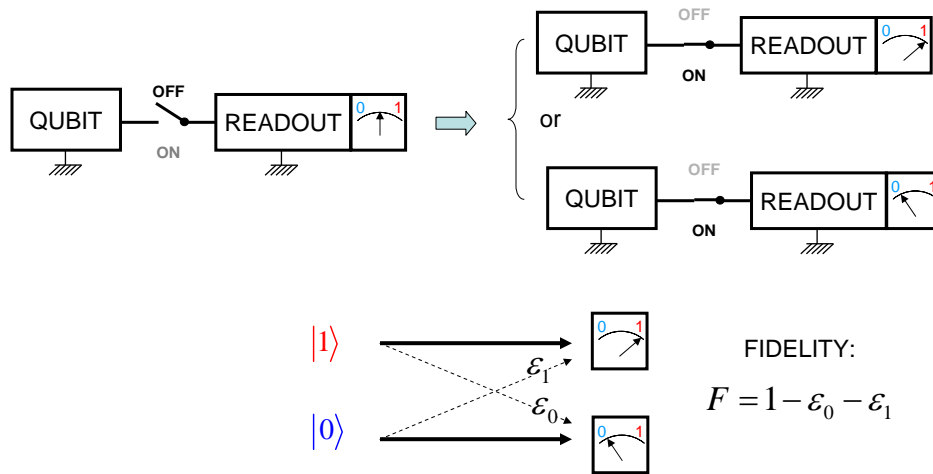 OFF
QUBIT
ON
READOUT
0 1
OFF
QUBIT
ON
READOUT
0 1
or
OFF
QUBIT
ON
READOUT
0 1
|1⟩
ε₁
0 1
FIDELITY:
F = 1 − ε₀ − ε₁
ε₀
|0⟩
0 1